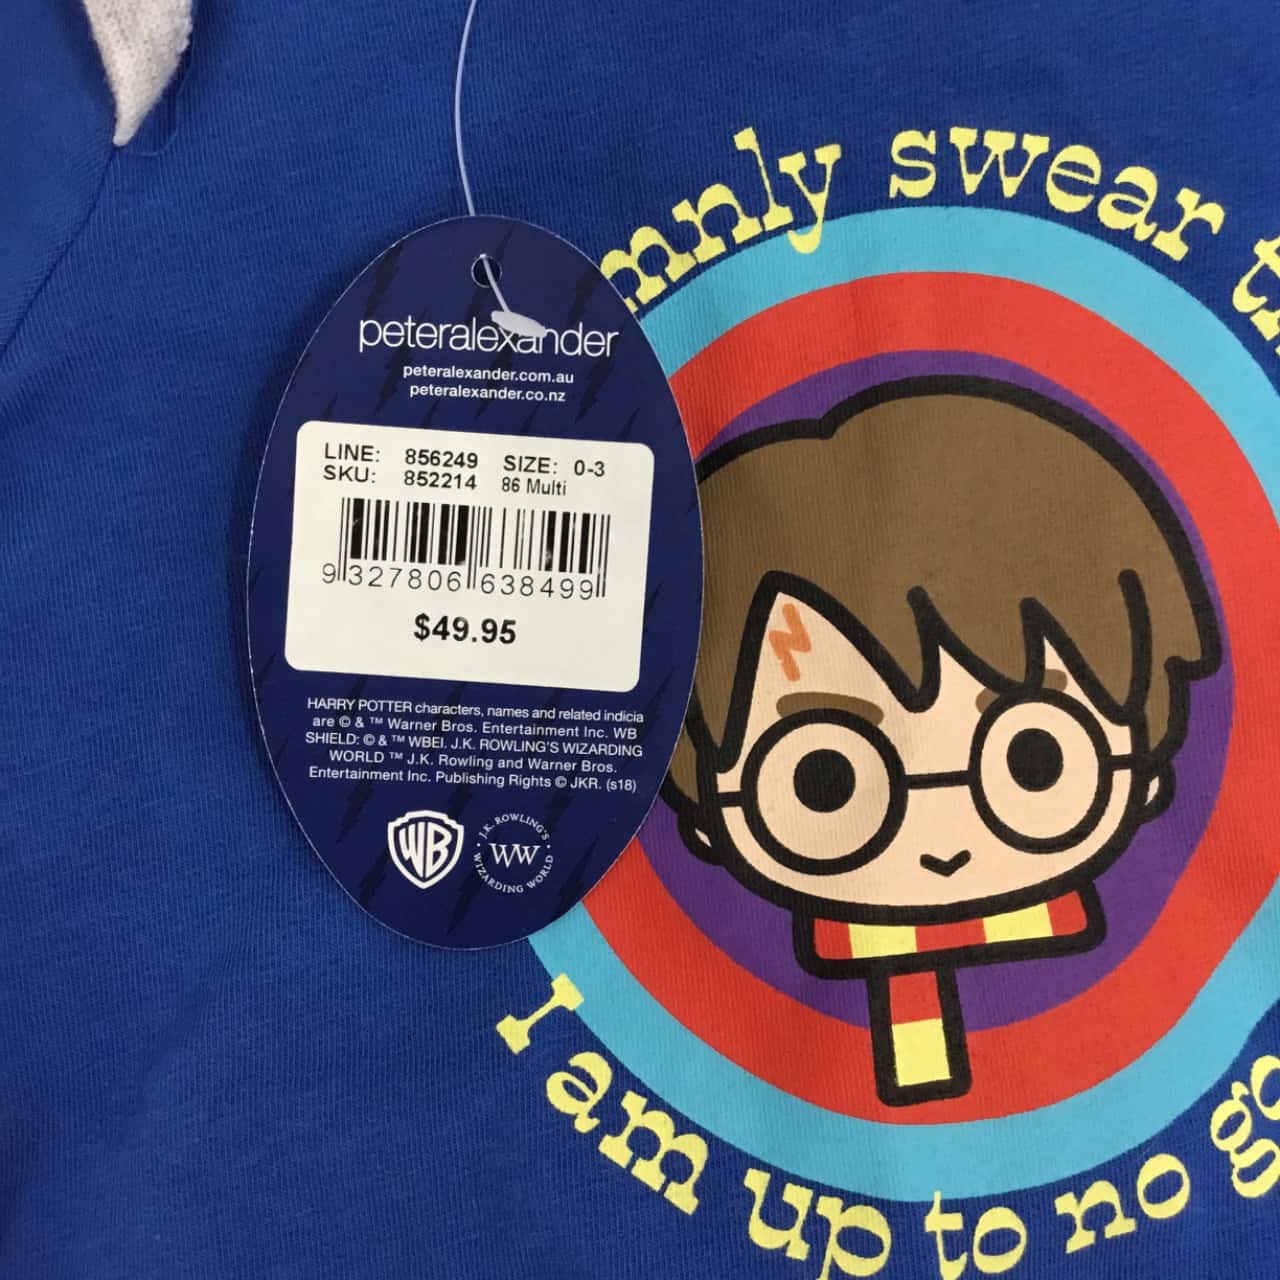 mnly swear th
peteralexander
peteralexander.com.au
peteralexander.co.nz
LINE: 856249 SIZE: 0-3
SKU: 852214 86 Multi
9 327806 638499
$49.95
HARRY POTTER characters, names and related indicia
are © & ™ Warner Bros. Entertainment Inc. WB
SHIELD: © & ™ WBEI. J.K. ROWLING'S WIZARDING
WORLD ™ J.K. Rowling and Warner Bros.
Entertainment Inc. Publishing Rights © JKR. (s18)
WB
J.K. ROWLING'S
WW
WIZARDING WORLD
I am up to no go